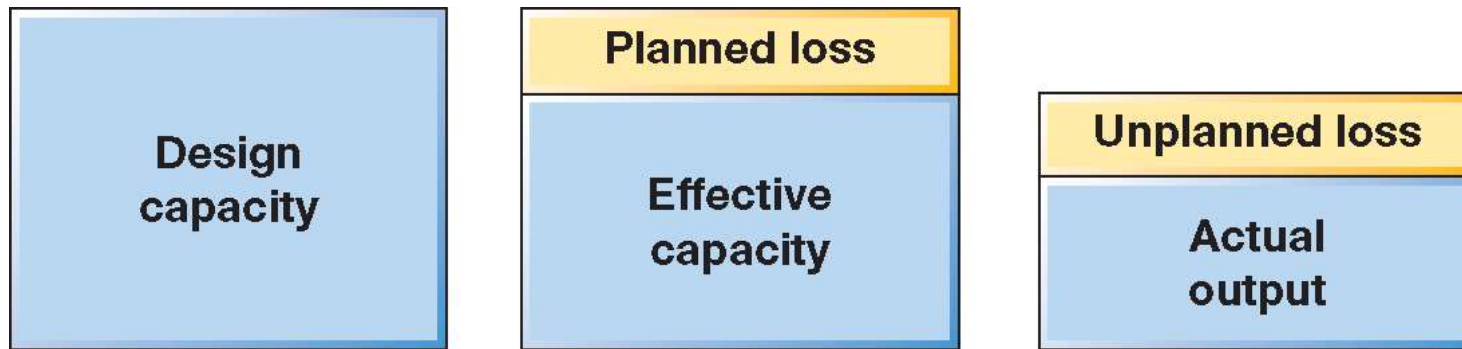 Design
capacity
Planned loss
Effective
capacity
Unplanned loss
Actual
output